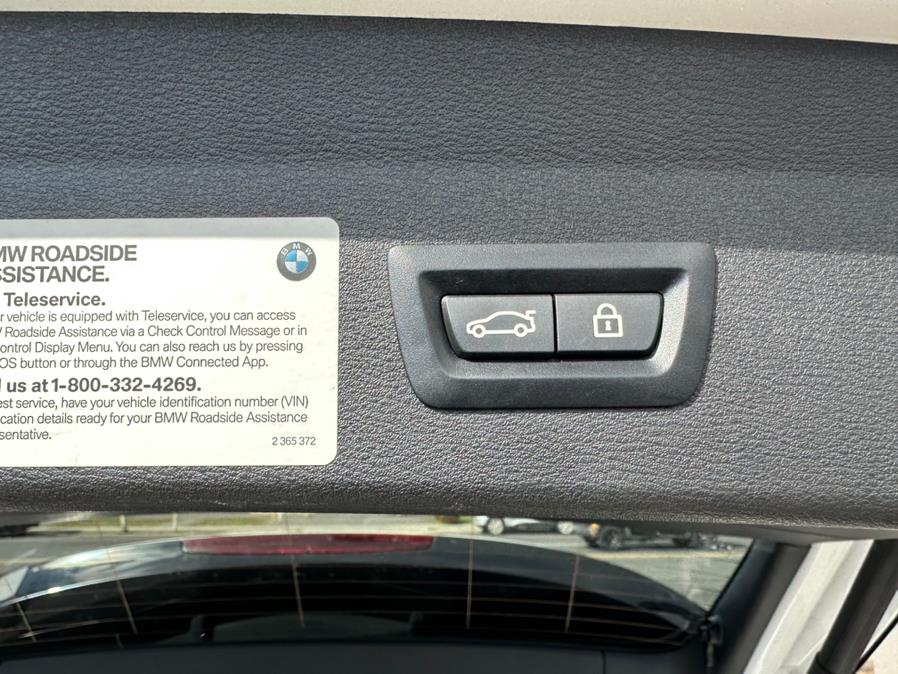 MW ROADSIDE
SSISTANCE.
BMW
Teleservice.
r vehicle is equipped with Teleservice, you can access
Roadside Assistance via a Check Control Message or in
ontrol Display Menu. You can also reach us by pressing
OS button or through the BMW Connected App.
l us at 1-800-332-4269.
est service, have your vehicle identification number (VIN)
cation details ready for your BMW Roadside Assistance
sentative.
2 365 372